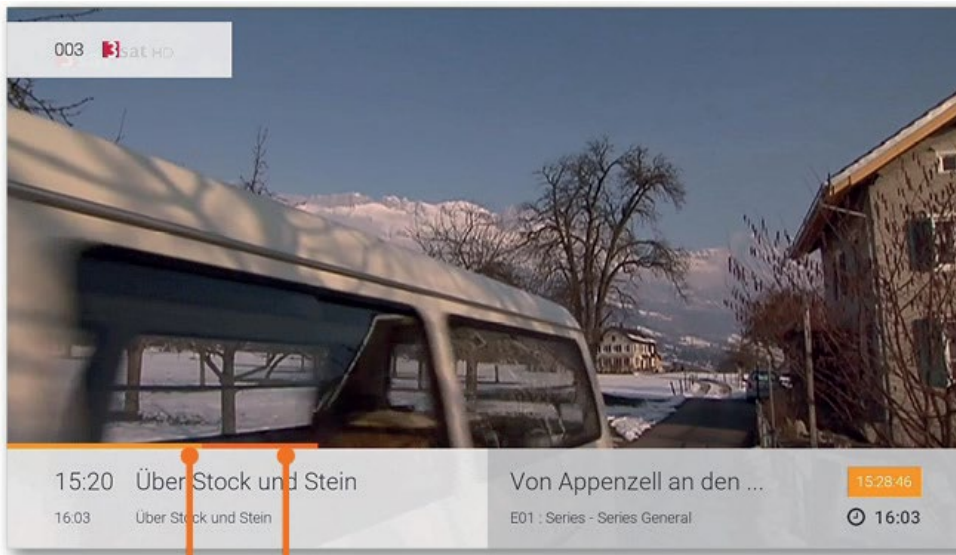 003 3sat HD
15:20 Über Stock und Stein
16:03 Über Stock und Stein
Von Appenzell an den ...
E01 : Series - Series General
15:28:46
16:03